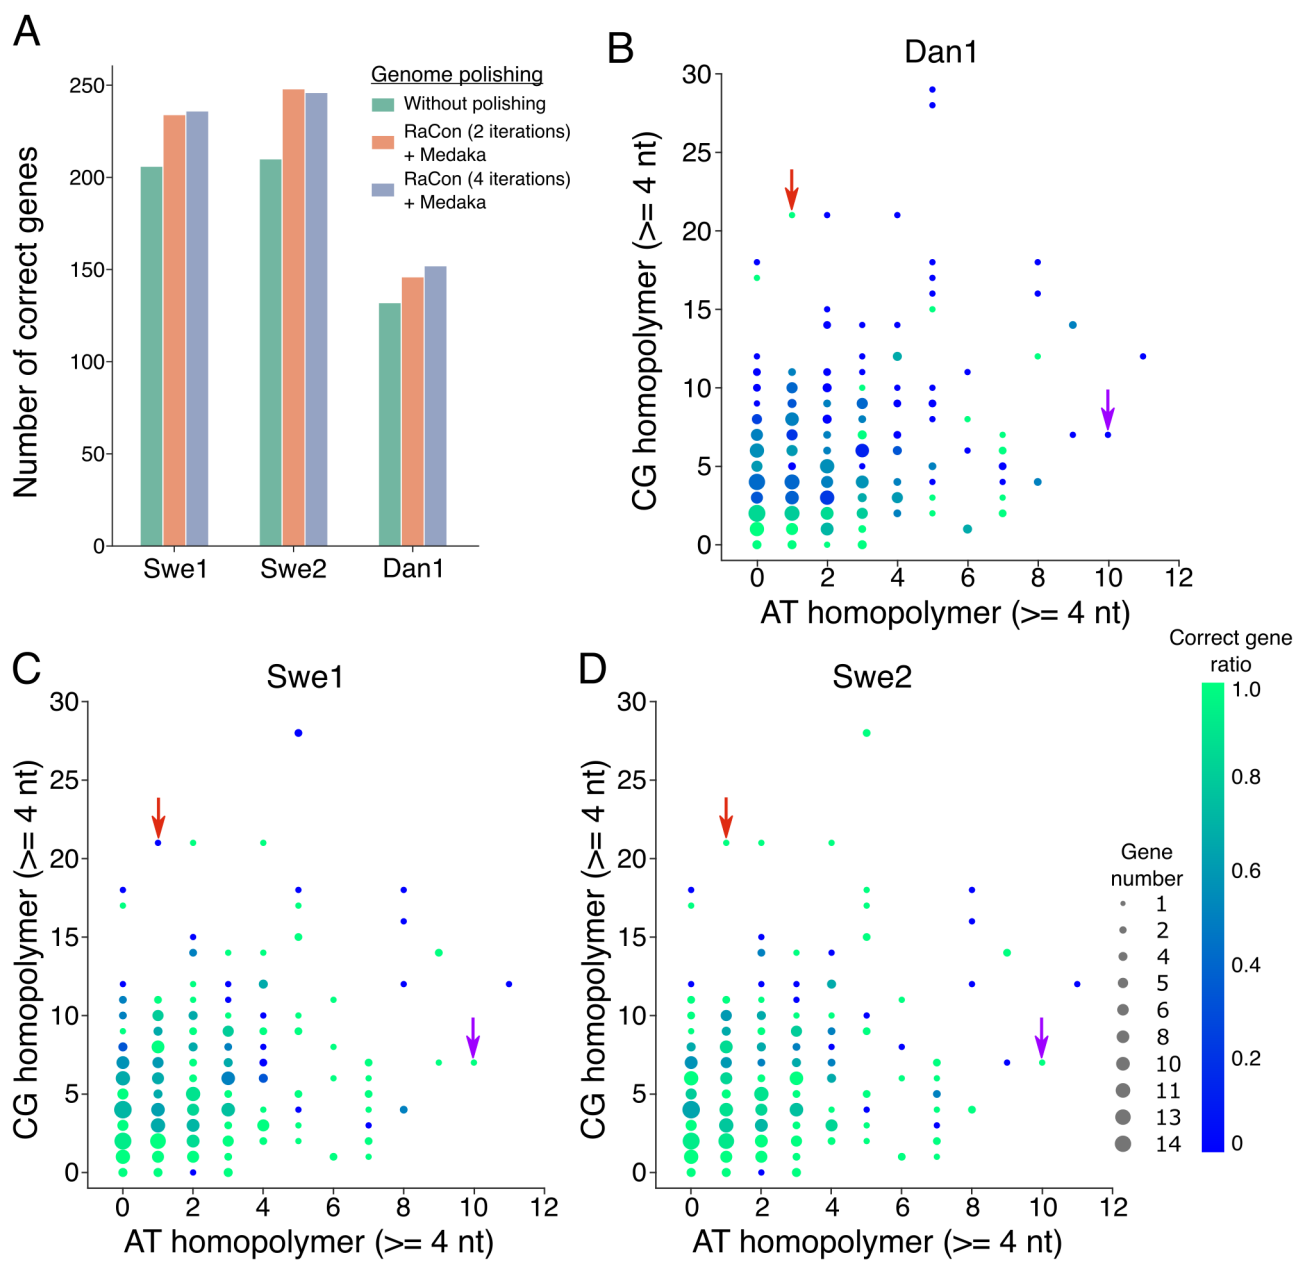 A
Number of correct genes
250
200
150
100
50
0
Swe1
Swe2
Dan1
Genome polishing
Without polishing
RaCon (2 iterations)
+ Medaka
RaCon (4 iterations)
+ Medaka
B
Dan1
CG homopolymer (>= 4 nt)
30
25
20
15
10
5
0
0 2 4 6 8 10 12
AT homopolymer (>= 4 nt)
C
Swe1
CG homopolymer (>= 4 nt)
30
25
20
15
10
5
0
0 2 4 6 8 10 12
AT homopolymer (>= 4 nt)
D
Swe2
CG homopolymer (>= 4 nt)
30
25
20
15
10
5
0
0 2 4 6 8 10 12
AT homopolymer (>= 4 nt)
Gene
number
1
2
4
5
6
8
10
11
13
14
Correct gene
ratio
1.0
0.8
0.6
0.4
0.2
0